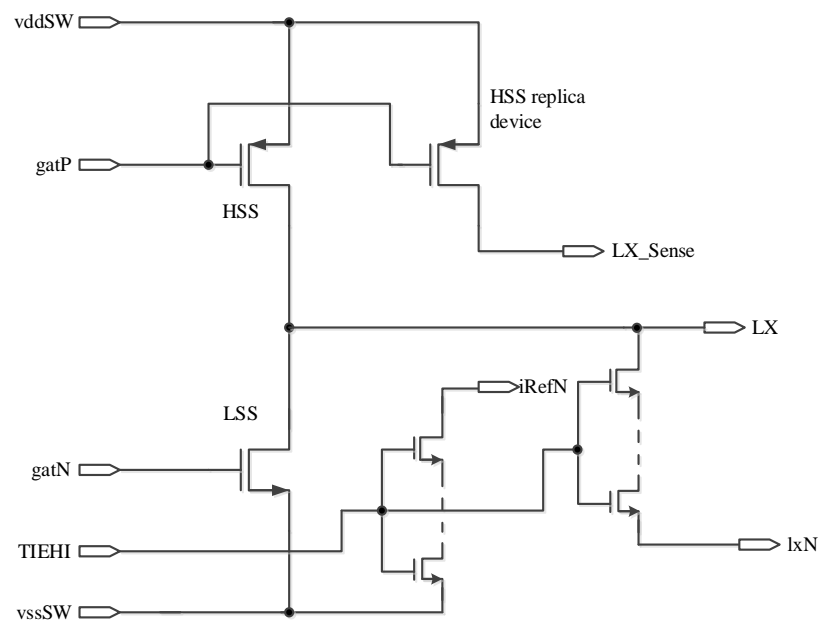 vddSW
HSS replica
device
gatP
HSS
LX_Sense
LX
iRefN
LSS
gatN
TIEHI
lxN
vssSW